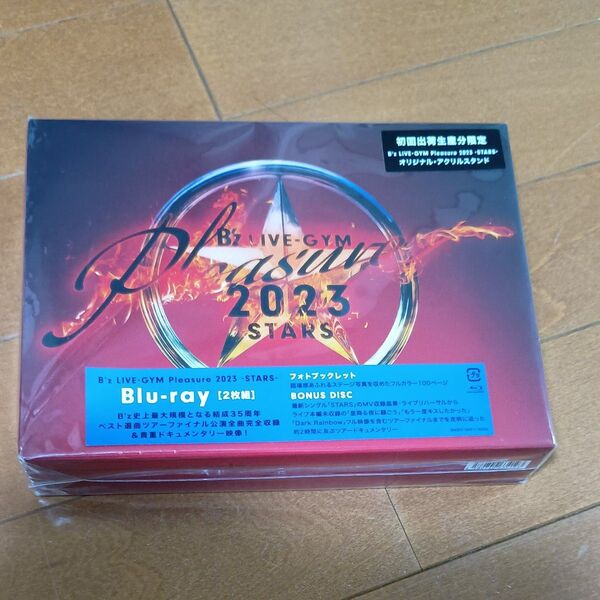 初回出荷生産分限定
B'z LIVE-GYM Pleasure 2023 -STARS-
オリジナル・アクリルスタンド
B'z LIVE-GYM
Pleasure
2023
STARS
B'z LIVE-GYM Pleasure 2023 -STARS-
Blu-ray [2枚組]
B'z史上最大規模となる結成35周年
ベスト選曲ツアーファイナル公演全曲完全収録
&貴重ドキュメンタリー映像!
フォトブックレット
臨場感あふれるステージ写真を収めたフルカラー100ページ
BONUS DISC
最新シングル「STARS」のMV収録風景・ライブリハーサルから
ライブ本編未収録の「星降る夜に騒ごう」「もう一度キスしたかった」
「Dark Rainbow」フル映像を含むツアーファイナルまでを克明に追った
約2時間に及ぶツアードキュメンタリー